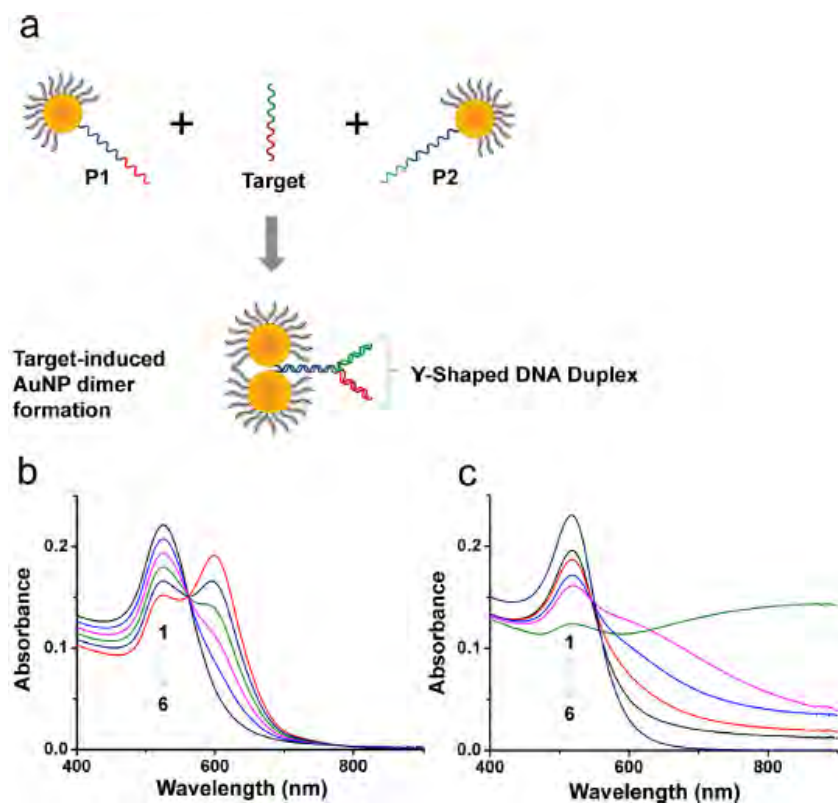 a
P1
+
Target
+
P2
Target-induced
AuNP dimer
formation
Y-Shaped DNA Duplex
b
Absorbance
0.2
0.1
0.0
1
6
400
600
800
Wavelength (nm)
c
Absorbance
0.2
0.1
0.0
1
6
400
600
800
Wavelength (nm)